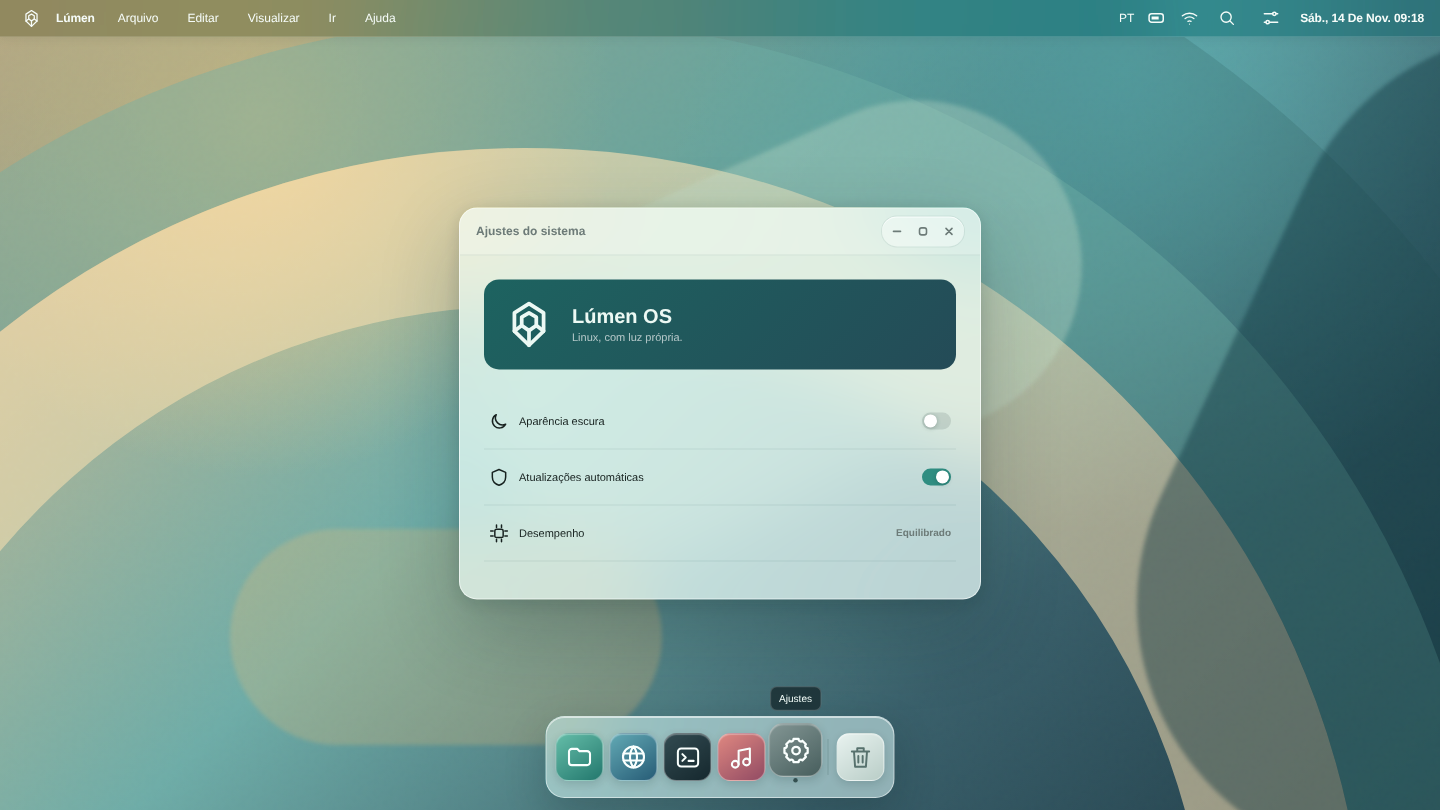 Lúmen Arquivo Editar Visualizar Ir Ajuda PT Sáb., 14 De Nov. 09:18
Ajustes do sistema
Lúmen OS
Linux, com luz própria.
Aparência escura
Atualizações automáticas
Desempenho Equilibrado
Ajustes